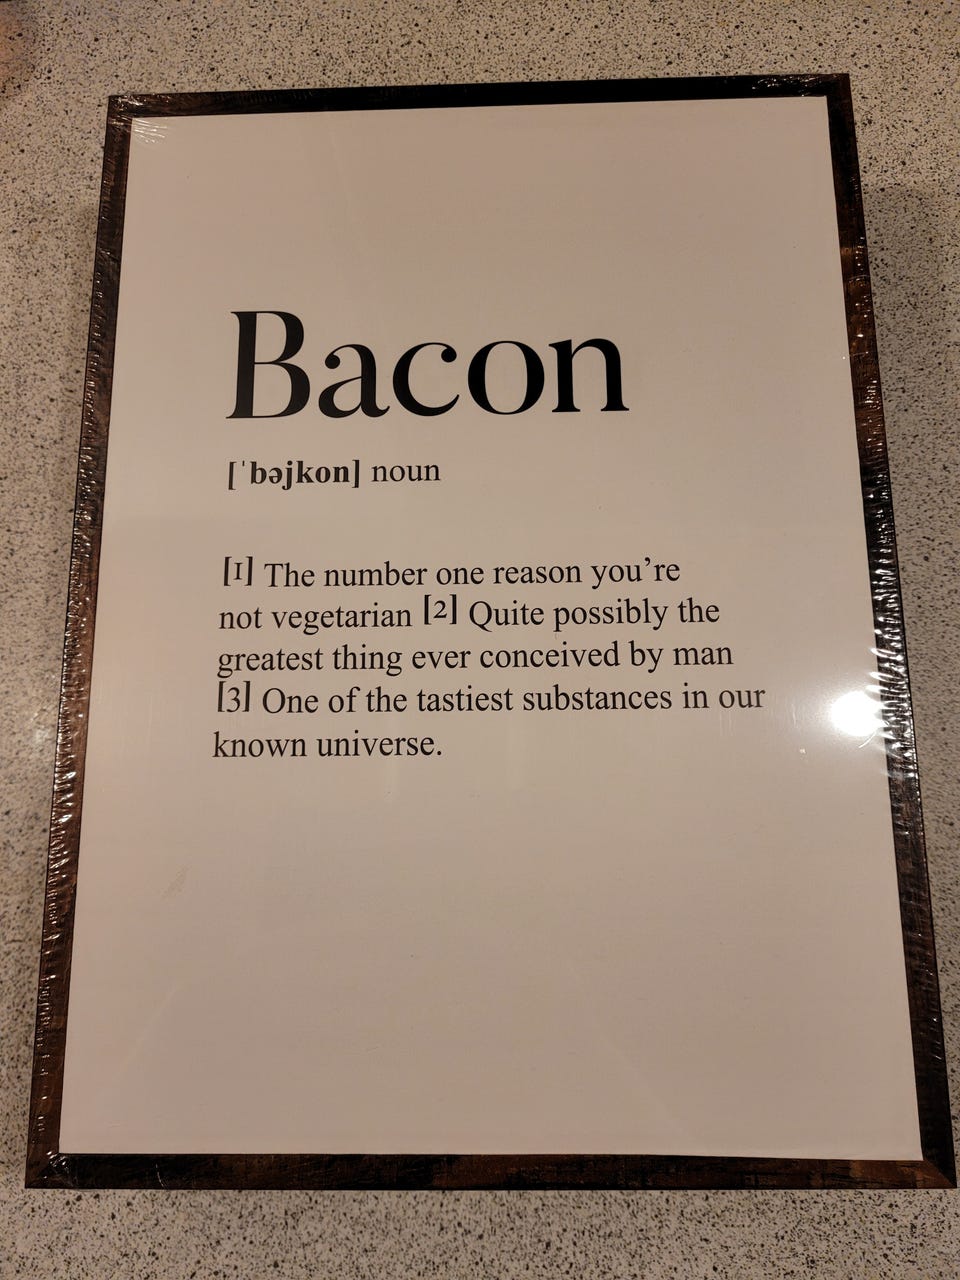 Bacon
[ˈbəjkon] noun
[1] The number one reason you’re
not vegetarian [2] Quite possibly the
greatest thing ever conceived by man
[3] One of the tastiest substances in our
known universe.